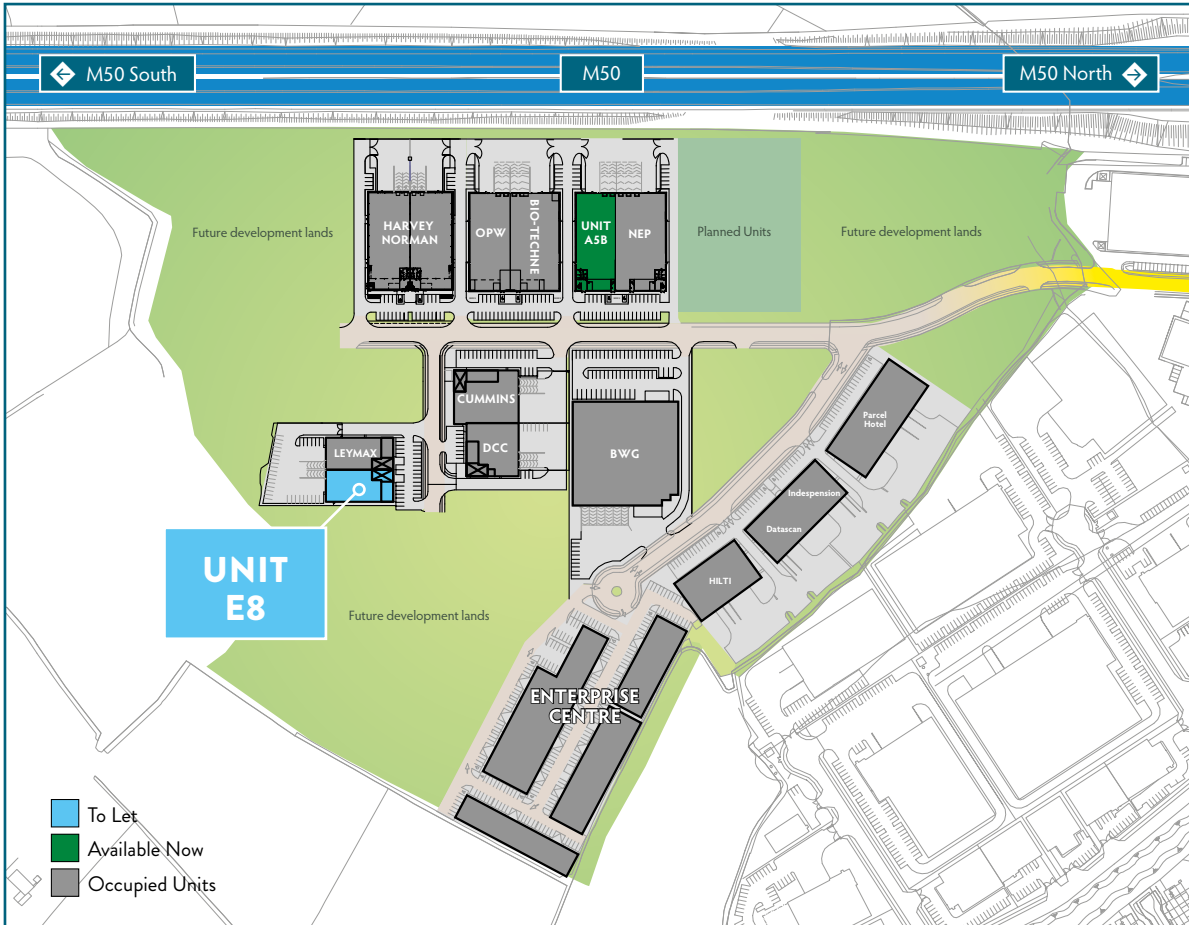 M50 South
M50
M50 North
Future development lands
HARVEY
NORMAN
OPW
BIO-TECHNE
UNIT
A5B
NEP
Planned Units
Future development lands
CUMMINS
DCC
LEYMAX
BWG
Parcel
Hotel
Indespension
Datascan
HILTI
UNIT
E8
Future development lands
ENTERPRISE
CENTRE
To Let
Available Now
Occupied Units